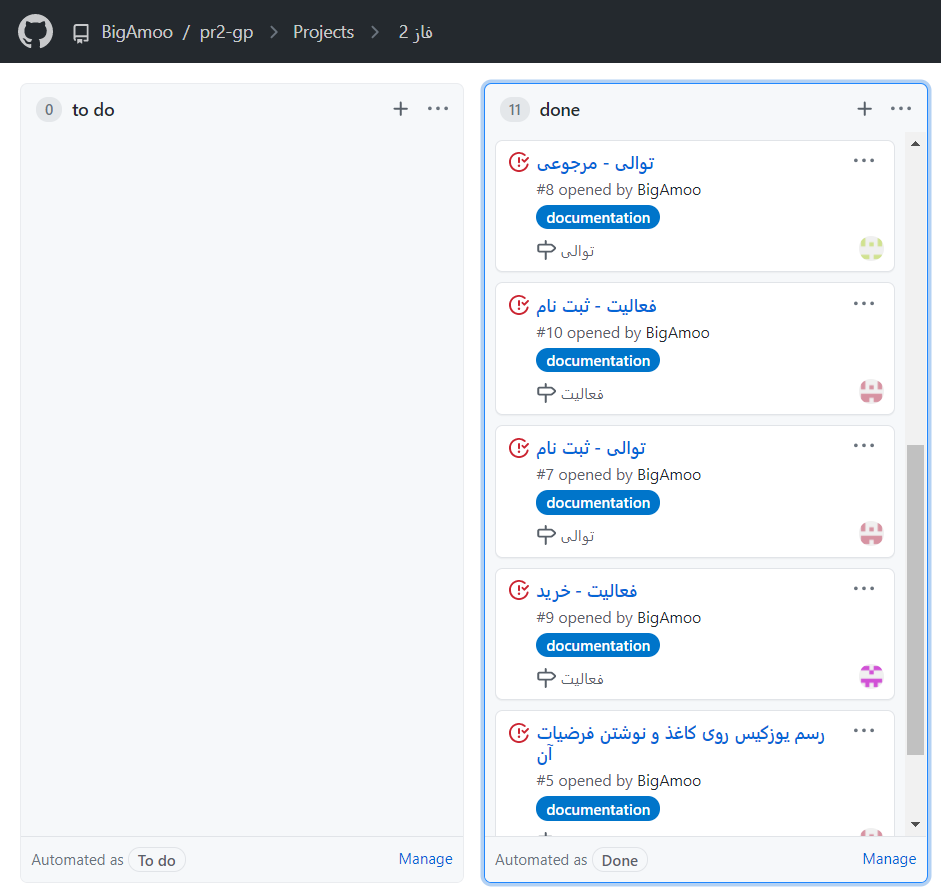 BigAmoo / pr2-gp > Projects > فاز 2
0 to do
11 done
توالی - مرجوعی
#8 opened by BigAmoo
documentation
توالی
فعالیت - ثبت نام
#10 opened by BigAmoo
documentation
فعالیت
توالی - ثبت نام
#7 opened by BigAmoo
documentation
توالی
فعالیت - خرید
#9 opened by BigAmoo
documentation
فعالیت
رسم یوزکیس روی کاغذ و نوشتن فرضیات
آن
#5 opened by BigAmoo
documentation
Automated as To do Manage
Automated as Done Manage